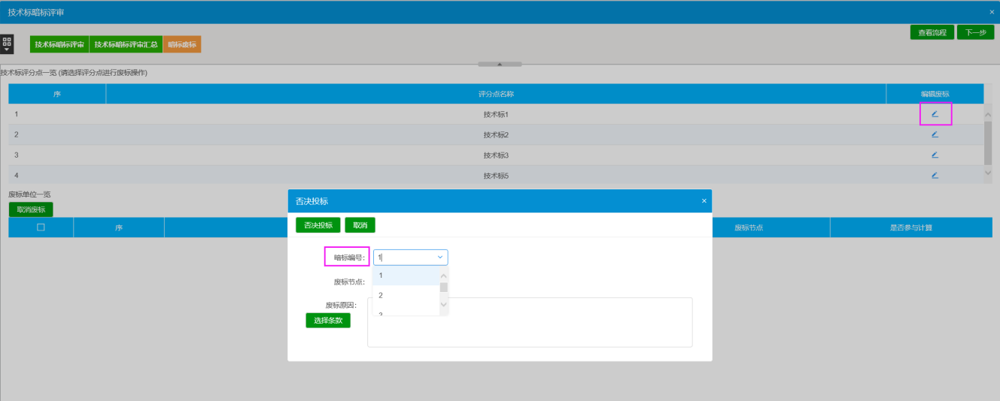 技术标暗标评审
查看流程 下一步
技术标暗标评审 技术标暗标评审汇总 暗标废标
技术标评分点一览 (请选择评分点进行废标操作)
序 评分点名称 编辑废标
1 技术标1
2 技术标2
3 技术标3
4 技术标5
废标单位一览
取消废标
序 废标节点 是否参与计算
否决投标
否决投标 取消
暗标编号: 1
1
废标节点:
2
废标原因:
选择条款